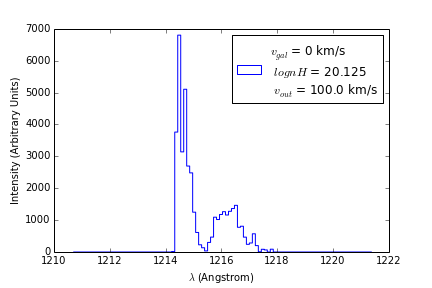 7000
6000
5000
4000
3000
2000
1000
0
Intensity (Arbitrary Units)
v_gal = 0 km/s
lognH = 20.125
v_out = 100.0 km/s
1210 1212 1214 1216 1218 1220 1222
λ (Angstrom)